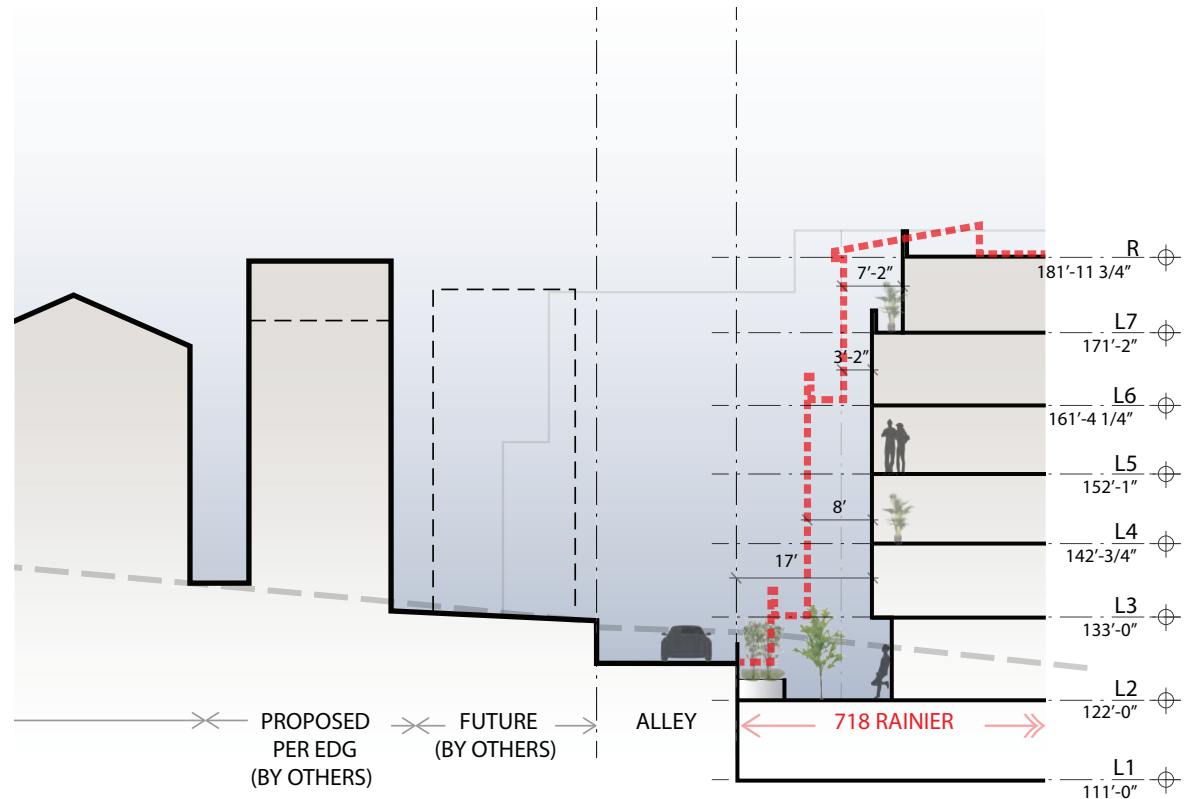 R
181’-11 3/4”
7’-2”
L7
171’-2”
3’-2”
L6
161’-4 1/4”
L5
152’-1”
8’
L4
142’-3/4”
17’
L3
133’-0”
L2
122’-0”
PROPOSED
PER EDG
(BY OTHERS)
FUTURE
(BY OTHERS)
ALLEY
718 RAINIER
L1
111’-0”